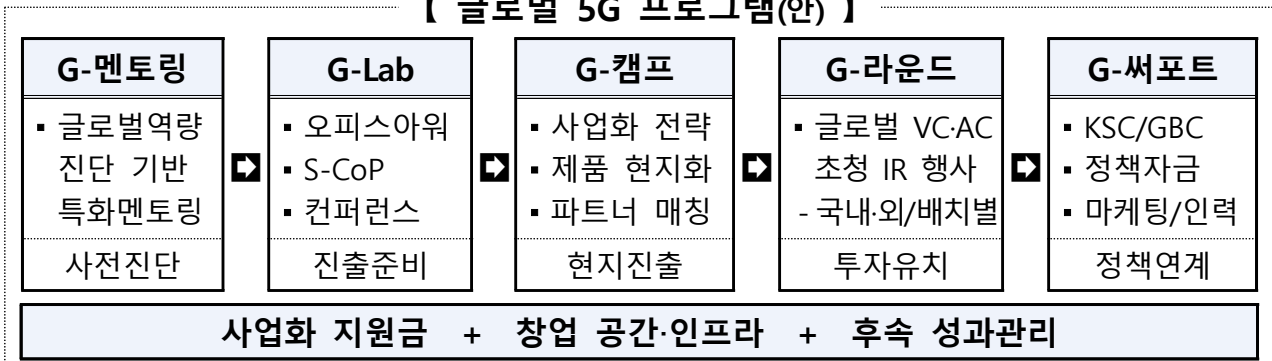 【 글로벌 5G 프로그램(안) 】
G-멘토링
▪ 글로벌역량
진단 기반
특화멘토링
사전진단
G-Lab
▪ 오피스아워
▪ S-CoP
▪ 컨퍼런스
진출준비
G-캠프
▪ 사업화 전략
▪ 제품 현지화
▪ 파트너 매칭
현지진출
G-라운드
▪ 글로벌 VC·AC
초청 IR 행사
- 국내·외/배치별
투자유치
G-써포트
▪ KSC/GBC
▪ 정책자금
▪ 마케팅/인력
정책연계
사업화 지원금 + 창업 공간·인프라 + 후속 성과관리